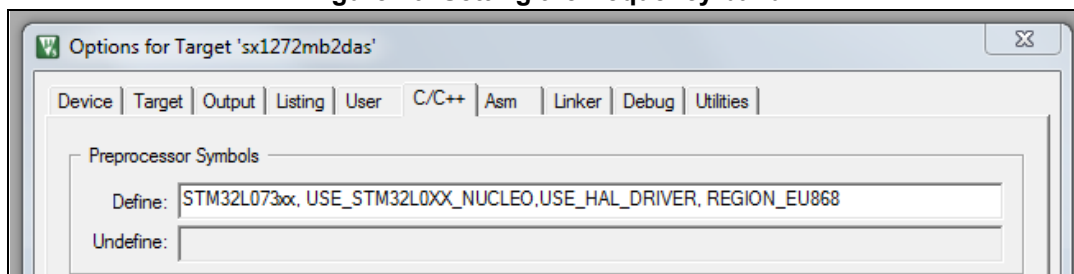 Options for Target 'sx1272mb2das'
Device Target Output Listing User C/C++ Asm Linker Debug Utilities
Preprocessor Symbols
Define: STM32L073xx, USE_STM32L0XX_NUCLEO,USE_HAL_DRIVER, REGION_EU868
Undefine: